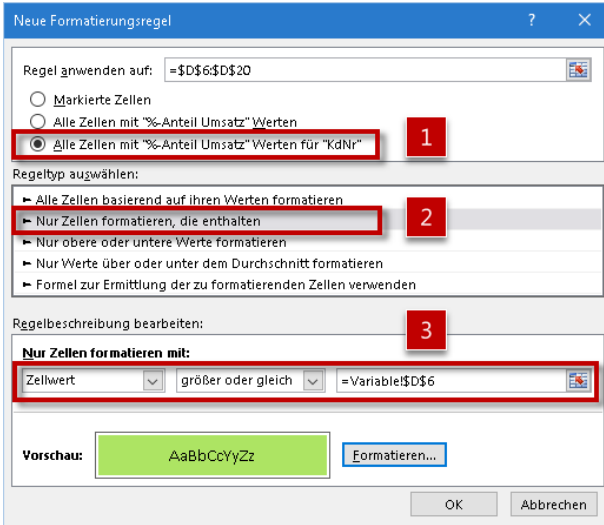 Neue Formatierungsregel ? ×
Regel anwenden auf: =$D$6:$D$20
Markierte Zellen
Alle Zellen mit "%-Anteil Umsatz" Werten
Alle Zellen mit "%-Anteil Umsatz" Werten für "KdNr" 1
Regeltyp auswählen:
► Alle Zellen basierend auf ihren Werten formatieren
► Nur Zellen formatieren, die enthalten 2
► Nur obere oder untere Werte formatieren
► Nur Werte über oder unter dem Durchschnitt formatieren
► Formel zur Ermittlung der zu formatierenden Zellen verwenden
Regelbeschreibung bearbeiten: 3
Nur Zellen formatieren mit:
Zellwert größer oder gleich =Variable!$D$6
Vorschau: AaBbCcYyZz Formatieren...
OK Abbrechen